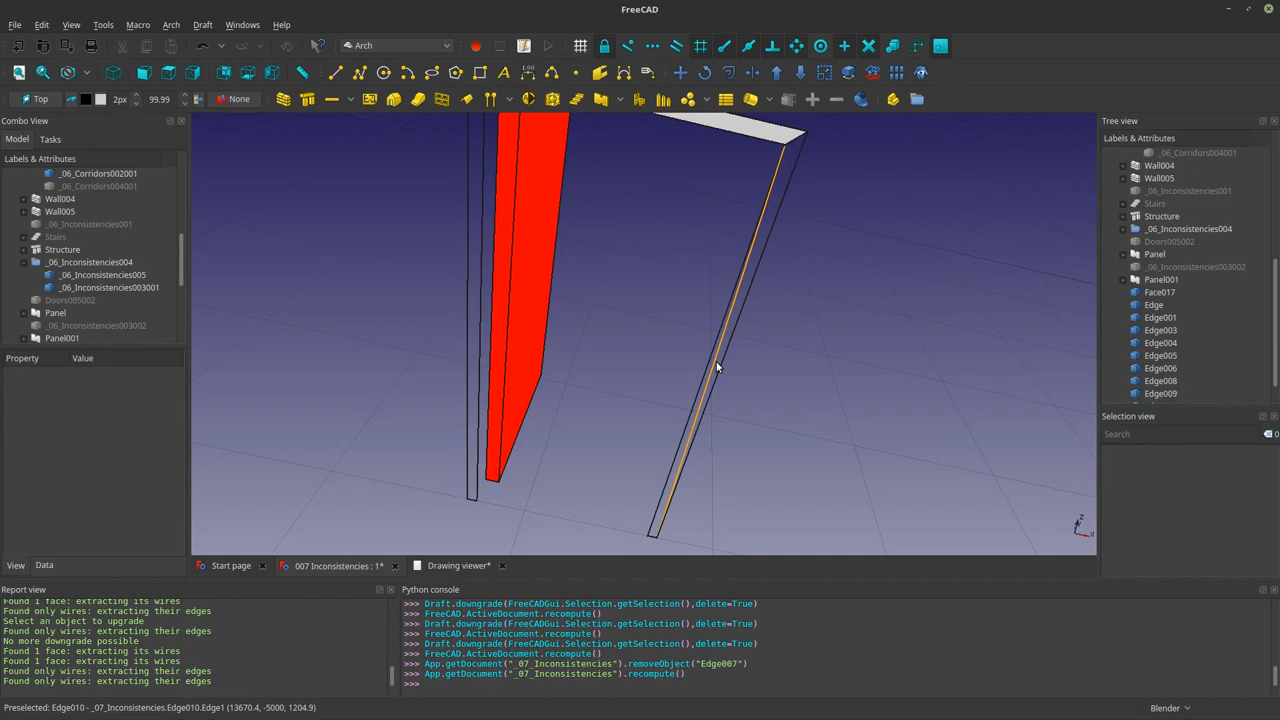 FreeCAD
File Edit View Tools Macro Arch Draft Windows Help
Arch
Top 2px 99.99 None
Combo View
Model Tasks
Labels & Attributes
_06_Corridors002001
_06_Corridors004001
Wall004
Wall005
_06_Inconsistencies001
Stairs
Structure
_06_Inconsistencies004
_06_Inconsistencies005
_06_Inconsistencies003001
Doors005002
Panel
_06_Inconsistencies003002
Panel001
Property Value
View Data
Start page 007 Inconsistencies : 1* Drawing viewer*
Tree view
Labels & Attributes
_06_Corridors004001
Wall004
Wall005
_06_Inconsistencies001
Stairs
Structure
_06_Inconsistencies004
Doors005002
Panel
_06_Inconsistencies003002
Panel001
Face017
Edge
Edge001
Edge003
Edge004
Edge005
Edge006
Edge008
Edge009
Selection view
Search 0
z
x
Report view
Found 1 face: extracting its wires
Found only wires: extracting their edges
Select an object to upgrade
Found only wires: extracting their edges
No more downgrade possible
Found 1 face: extracting its wires
Found 1 face: extracting its wires
Found only wires: extracting their edges
Found only wires: extracting their edges
Python console
>>> Draft.downgrade(FreeCADGui.Selection.getSelection(),delete=True)
>>> FreeCAD.ActiveDocument.recompute()
>>> Draft.downgrade(FreeCADGui.Selection.getSelection(),delete=True)
>>> FreeCAD.ActiveDocument.recompute()
>>> Draft.downgrade(FreeCADGui.Selection.getSelection(),delete=True)
>>> FreeCAD.ActiveDocument.recompute()
>>> App.getDocument("_07_Inconsistencies").removeObject("Edge007")
>>> App.getDocument("_07_Inconsistencies").recompute()
>>>
Preselected: Edge010 - _07_Inconsistencies.Edge010.Edge1 (13670.4, -5000, 1204.9)
Blender